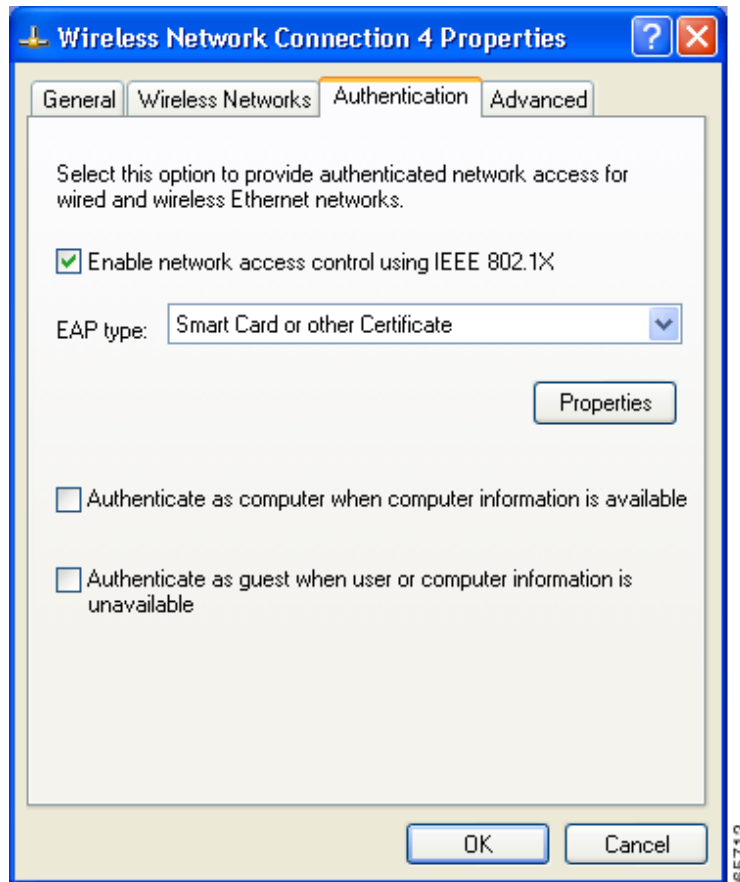 Wireless Network Connection 4 Properties
?
General
Wireless Networks
Authentication
Advanced
Select this option to provide authenticated network access for
wired and wireless Ethernet networks.
Enable network access control using IEEE 802.1X
EAP type:
Smart Card or other Certificate
Properties
Authenticate as computer when computer information is available
Authenticate as guest when user or computer information is
unavailable
OK
Cancel
65712